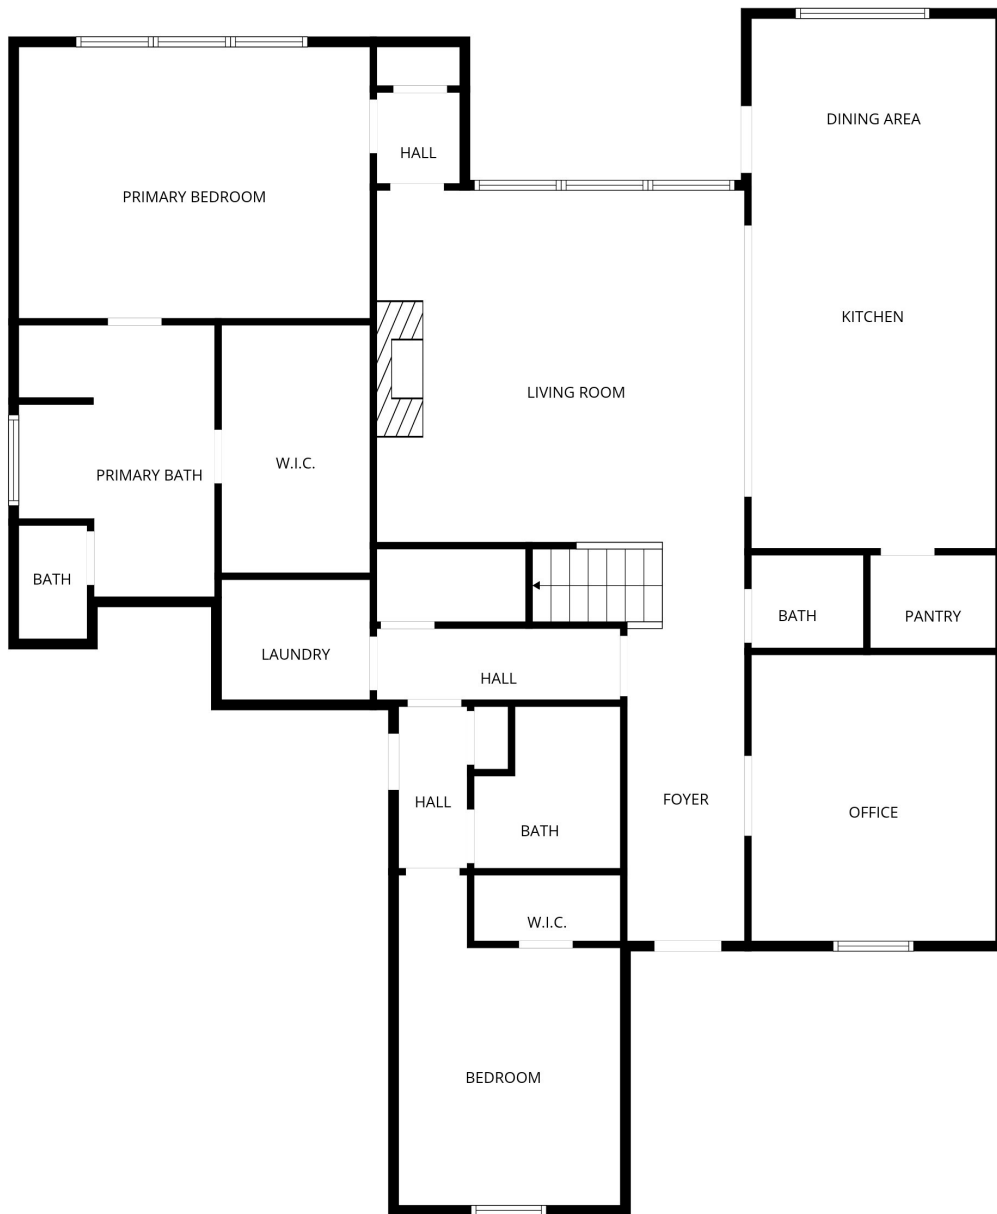 DINING AREA
HALL
PRIMARY BEDROOM
KITCHEN
LIVING ROOM
W.I.C.
PRIMARY BATH
BATH
BATH
PANTRY
LAUNDRY
HALL
FOYER
HALL
OFFICE
BATH
W.I.C.
BEDROOM